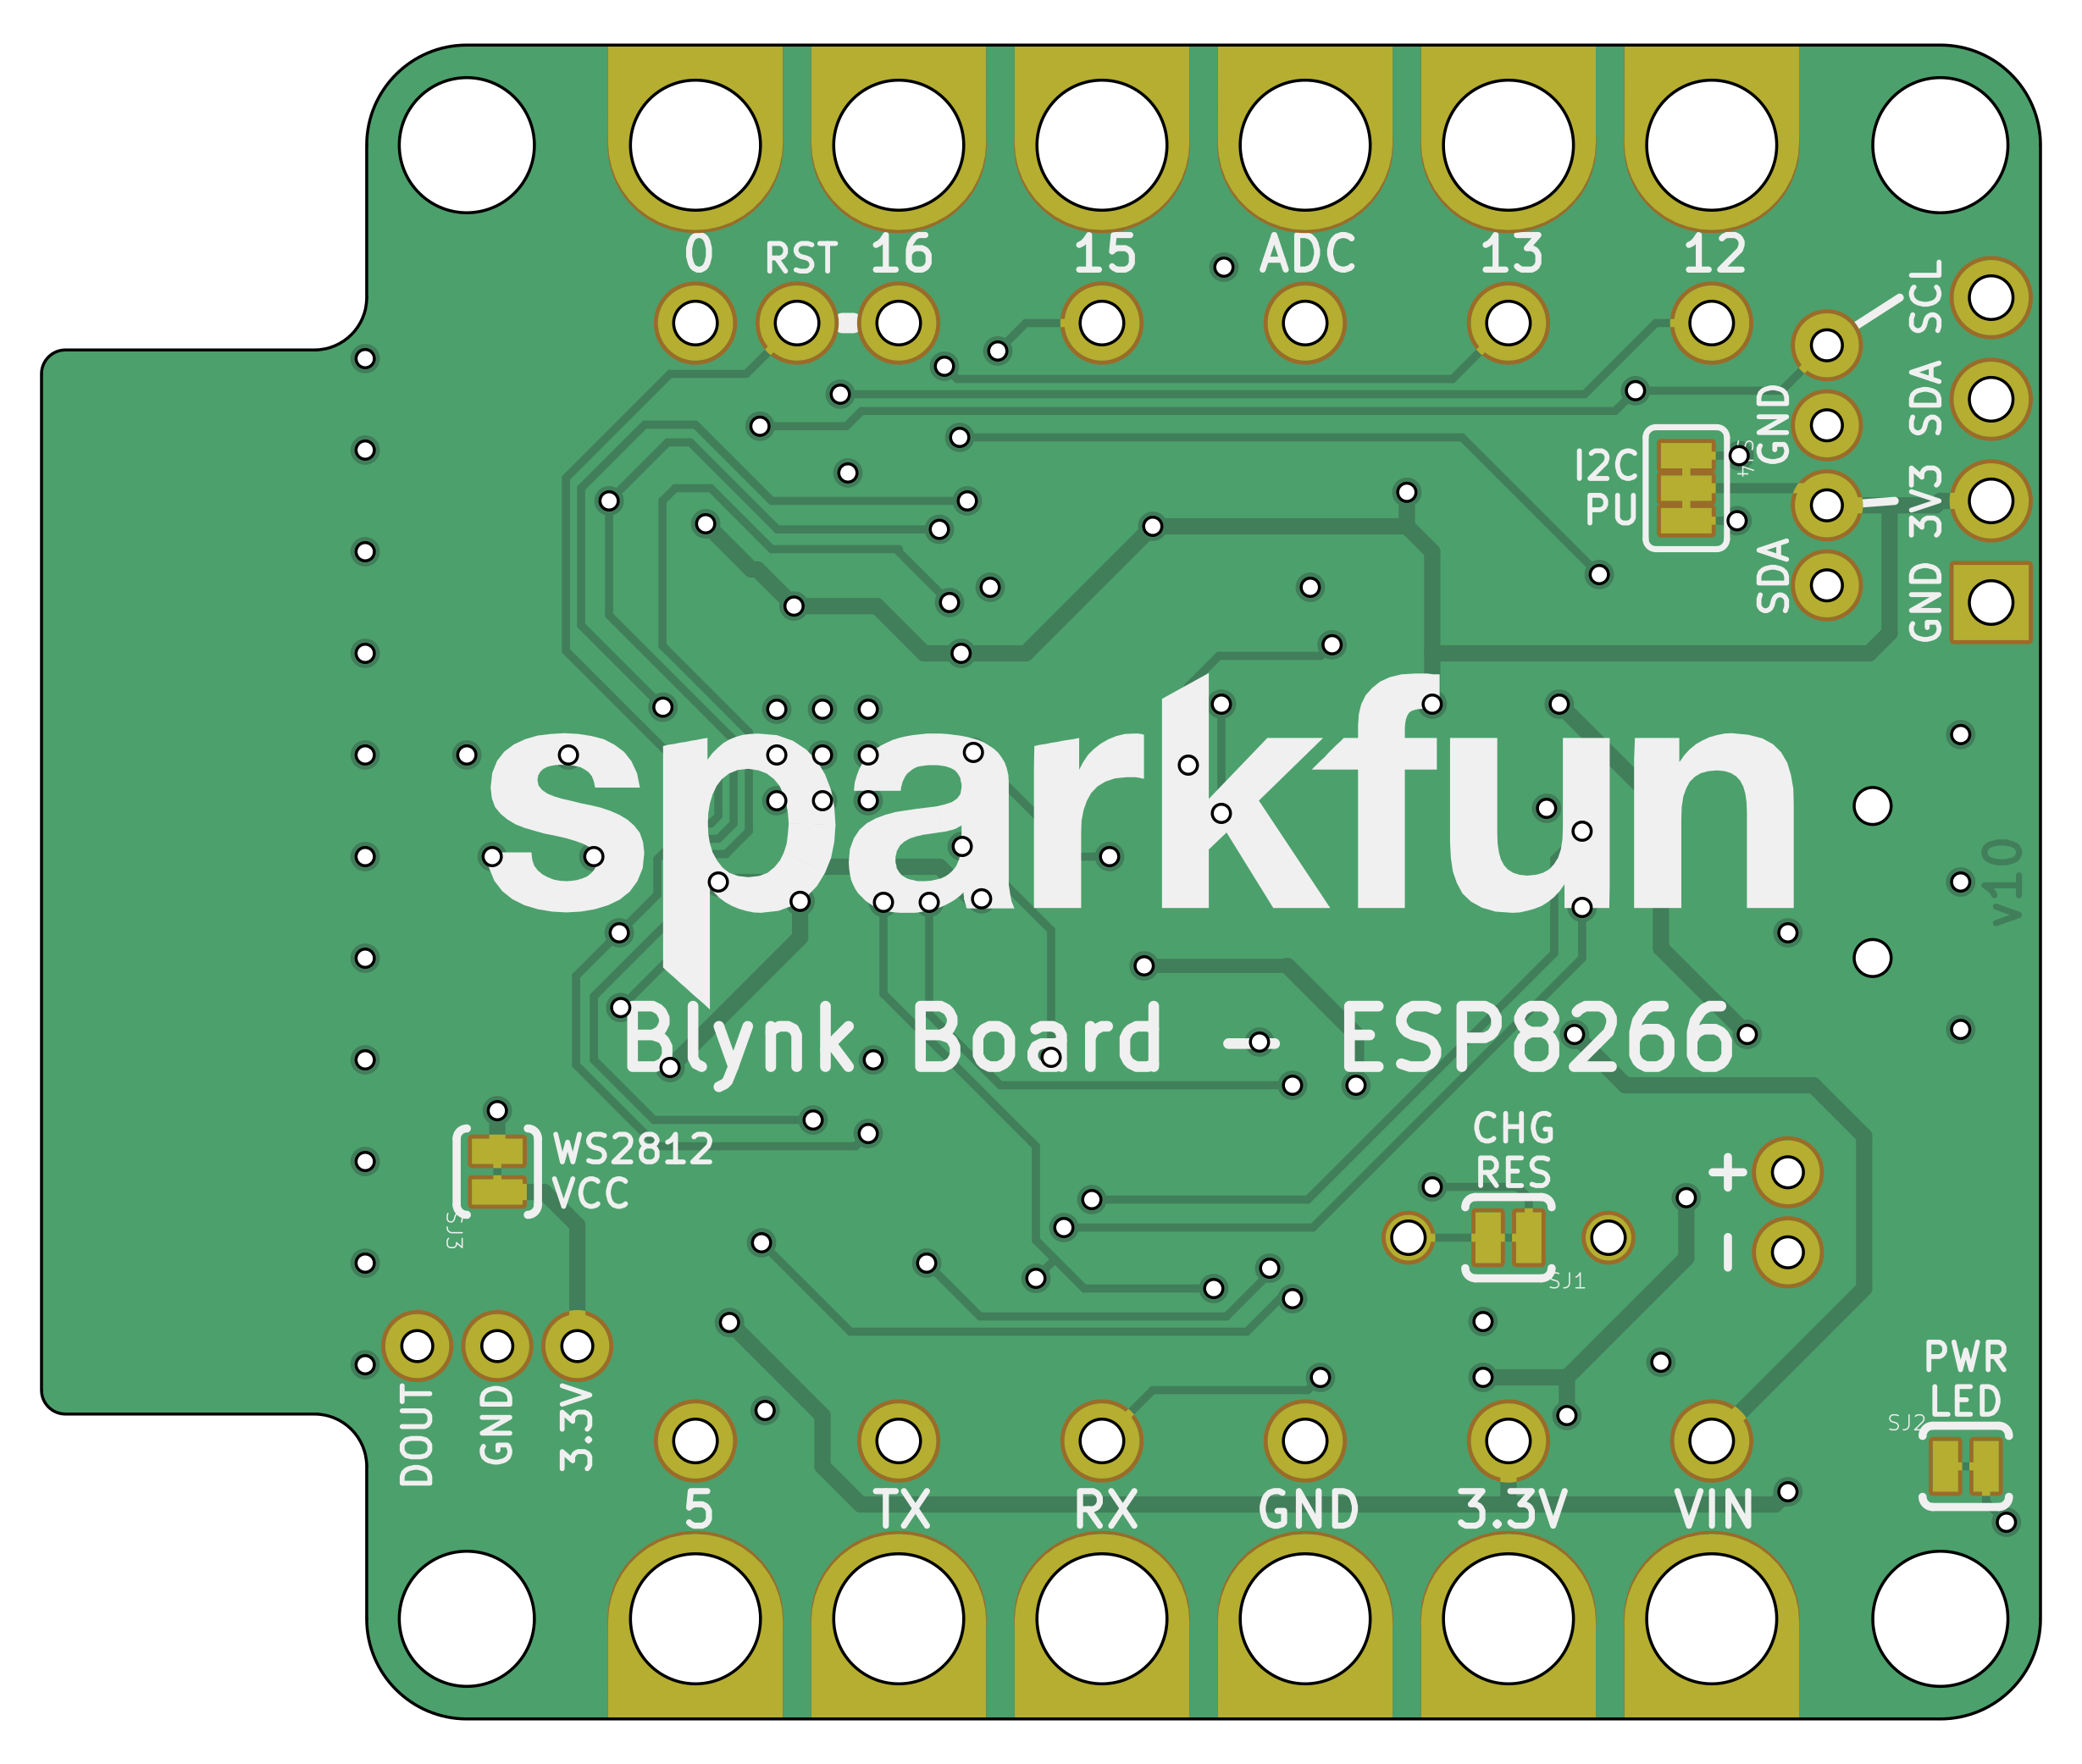 0
RST
16
15
ADC
13
12
SCL
SDA
3V3
GND
GND
SDA
I2C
PU
SJ4
sparkfun
v10
Blynk Board - ESP8266
WS2812
VCC
SJ3
CHG
RES
SJ1
+
-
DOUT
GND
3.3V
PWR
LED
SJ2
5
TX
RX
GND
3.3V
VIN